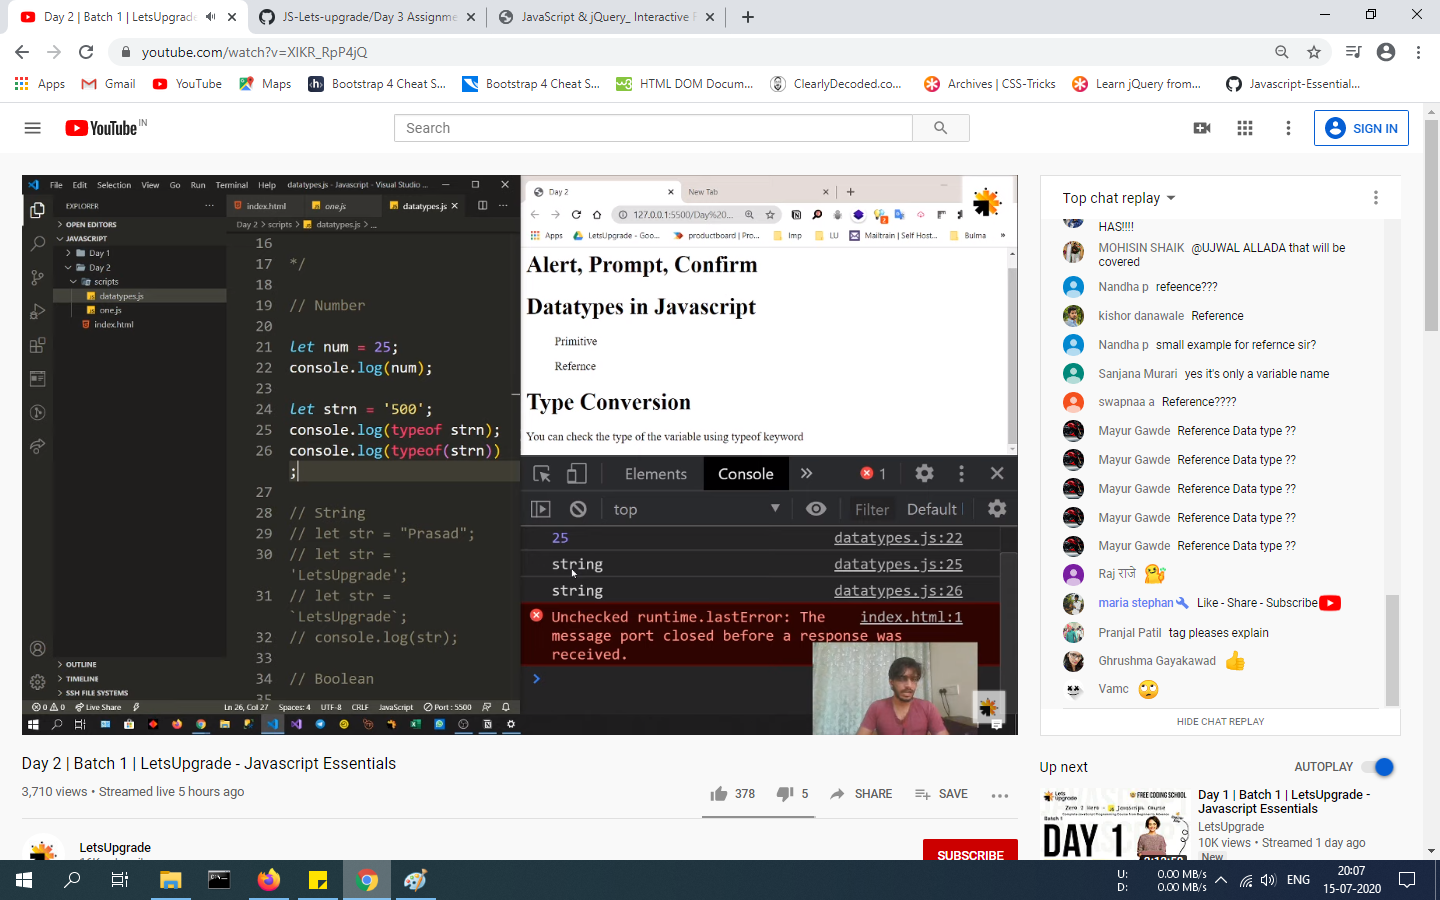 Day 2 | Batch 1 | LetsUpgrade
JS-Lets-upgrade/Day 3 Assignme
JavaScript & jQuery_ Interactive F
youtube.com/watch?v=XIKR_RpP4jQ
Apps
Gmail
YouTube
Maps
Bootstrap 4 Cheat S...
Bootstrap 4 Cheat S...
HTML DOM Docum...
ClearlyDecoded.co...
Archives | CSS-Tricks
Learn jQuery from...
Javascript-Essential...
YouTube IN
Search
SIGN IN
File Edit Selection View Go Run Terminal Help datatypes.js - Javascript - Visual Studio ...
EXPLORER ...
index.html
one.js
datatypes.js
OPEN EDITORS
Day 2 > scripts > datatypes.js > ...
JAVASCRIPT
Day 1
Day 2
scripts
datatypes.js
one.js
index.html
16
17 */
18
19 // Number
20
21 let num = 25;
22 console.log(num);
23
24 let strn = '500';
25 console.log(typeof strn);
26 console.log(typeof(strn))
;
27
28 // String
29 // let str = "Prasad";
30 // let str =
'LetsUpgrade';
31 // let str =
`LetsUpgrade`;
32 // console.log(str);
33
34 // Boolean
35
OUTLINE
TIMELINE
SSH FILE SYSTEMS
0 0 Live Share Ln 26, Col 27 Spaces: 4 UTF-8 CRLF JavaScript Port : 5500
Day 2
New Tab
127.0.0.1:5500/Day%20...
Apps LetsUpgrade - Goo... productboard | Pro... Imp LU Mailtrain | Self Host... Bulma »
Alert, Prompt, Confirm
Datatypes in Javascript
Primitive
Refernce
Type Conversion
You can check the type of the variable using typeof keyword
Elements Console » 1
top Filter Default
25 datatypes.js:22
string datatypes.js:25
string datatypes.js:26
Unchecked runtime.lastError: The index.html:1
message port closed before a response was
received.
Top chat replay
HAS!!!!
MOHISIN SHAIK @UJWAL ALLADA that will be
covered
Nandha p refeence???
kishor danawale Reference
Nandha p small example for refernce sir?
Sanjana Murari yes it's only a variable name
swapnaa a Reference????
Mayur Gawde Reference Data type ??
Mayur Gawde Reference Data type ??
Mayur Gawde Reference Data type ??
Mayur Gawde Reference Data type ??
Mayur Gawde Reference Data type ??
Raj राजे
maria stephan Like - Share - Subscribe
Pranjal Patil tag pleases explain
Ghrushma Gayakawad
Vamc
HIDE CHAT REPLAY
Day 2 | Batch 1 | LetsUpgrade - Javascript Essentials
3,710 views • Streamed live 5 hours ago
378 5 SHARE SAVE ...
LetsUpgrade
SUBSCRIBE
Up next
AUTOPLAY
Lets Upgrade
FREE CODING SCHOOL
Zero 2 Hero - Javascript Course
Batch 1
DAY 1
Day 1 | Batch 1 | LetsUpgrade -
Javascript Essentials
LetsUpgrade
10K views • Streamed 1 day ago
New
U: 0.00 MB/s
D: 0.00 MB/s
ENG
20:07
15-07-2020